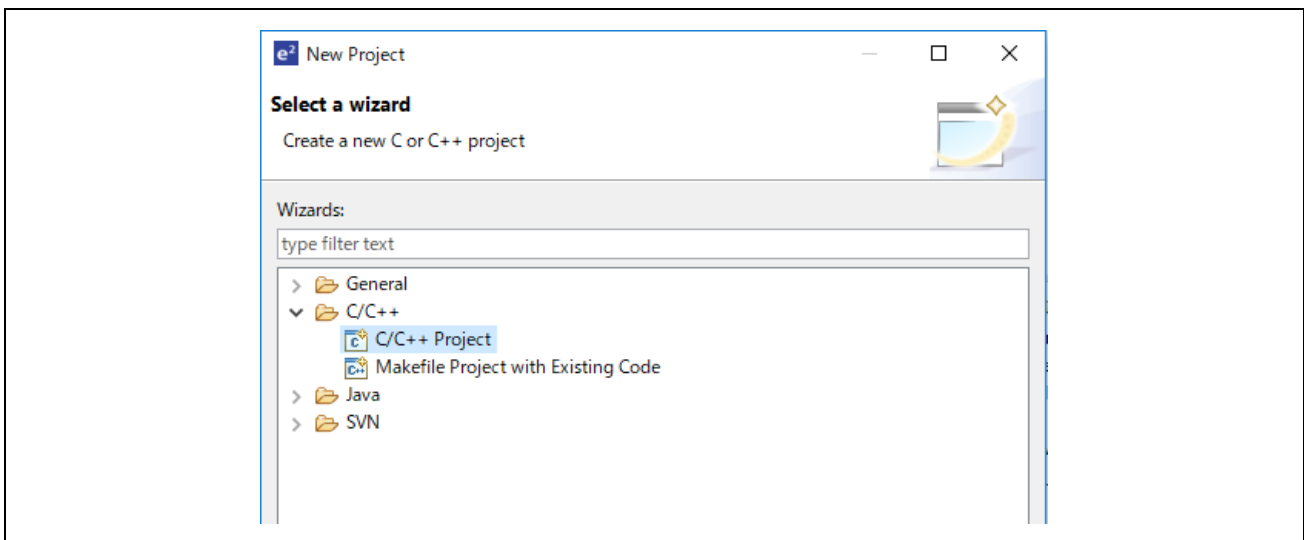 e² New Project
Select a wizard
Create a new C or C++ project
Wizards:
type filter text
General
C/C++
C/C++ Project
Makefile Project with Existing Code
Java
SVN